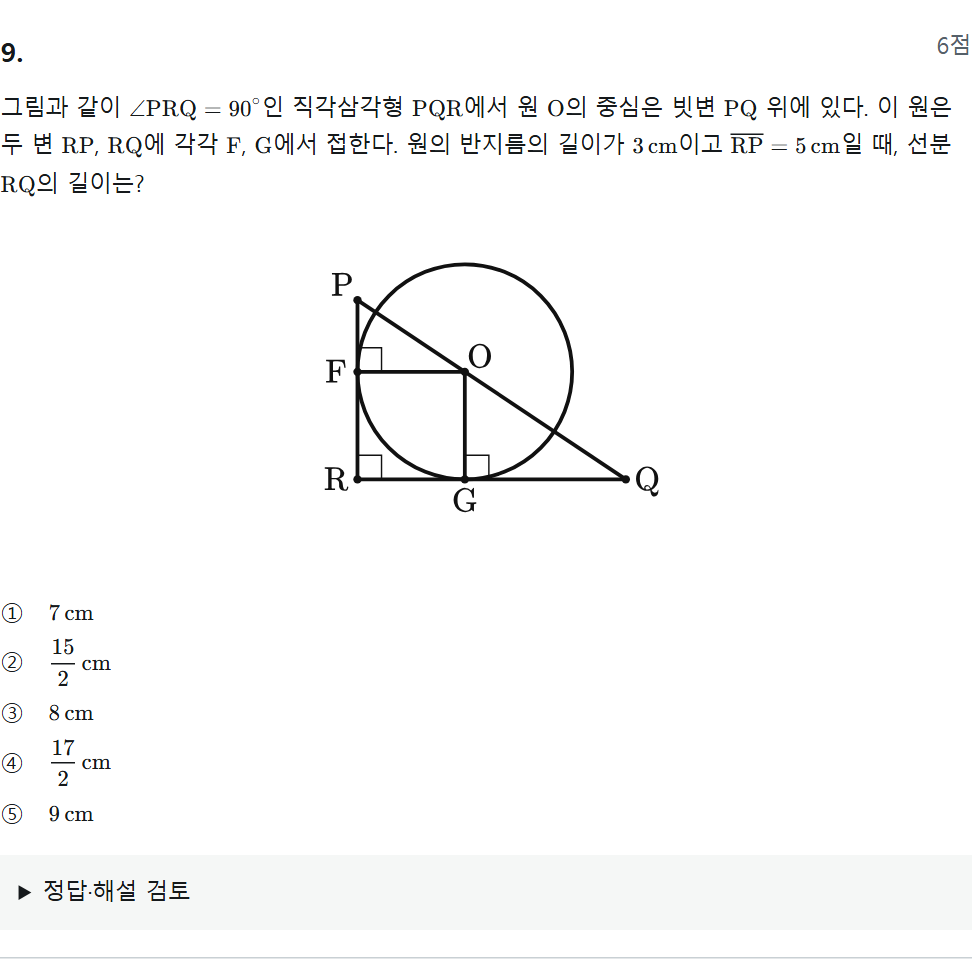 9.
6점
그림과 같이 ∠PRQ = 90°인 직각삼각형 PQR에서 원 O의 중심은 빗변 PQ 위에 있다. 이 원은
두 변 RP, RQ에 각각 F, G에서 접한다. 원의 반지름의 길이가 3 cm이고 R̅P̅ = 5 cm일 때, 선분
RQ의 길이는?
P
O
F
R
Q
G
① 7 cm
② 15/2 cm
③ 8 cm
④ 17/2 cm
⑤ 9 cm
▶ 정답·해설 검토